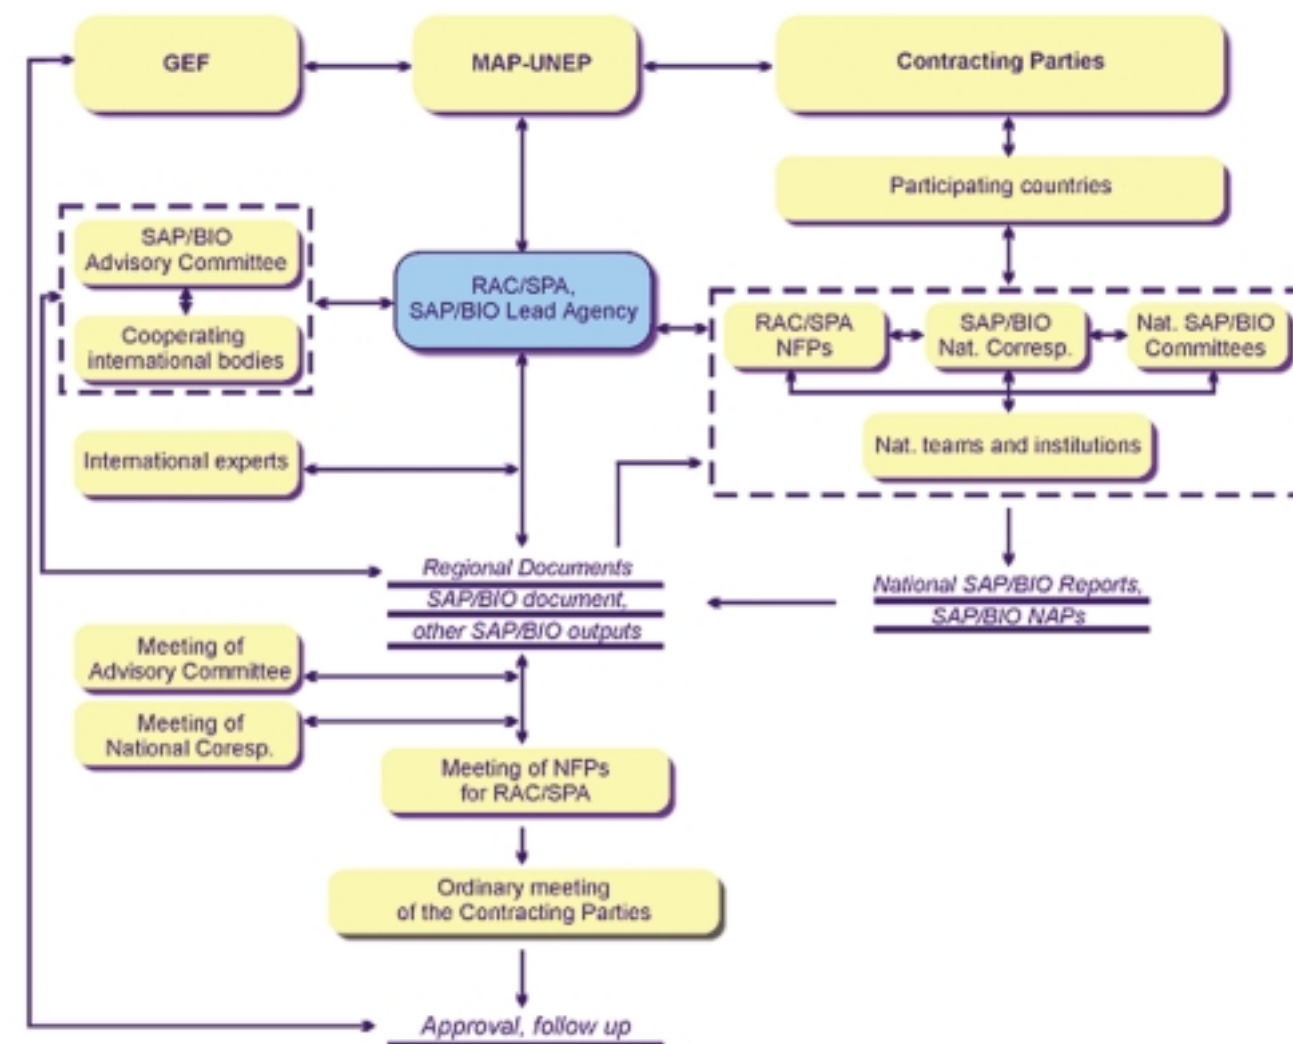 GEF
MAP-UNEP
Contracting Parties
Participating countries
SAP/BIO
Advisory Committee
Cooperating
international bodies
RAC/SPA,
SAP/BIO Lead Agency
RAC/SPA
NFPs
SAP/BIO
Nat. Corresp.
Nat. SAP/BIO
Committees
Nat. teams and institutions
International experts
Regional Documents
SAP/BIO document,
other SAP/BIO outputs
National SAP/BIO Reports,
SAP/BIO NAPs
Meeting of
Advisory Committee
Meeting of
National Coresp.
Meeting of NFPs
for RAC/SPA
Ordinary meeting
of the Contracting Parties
Approval, follow up